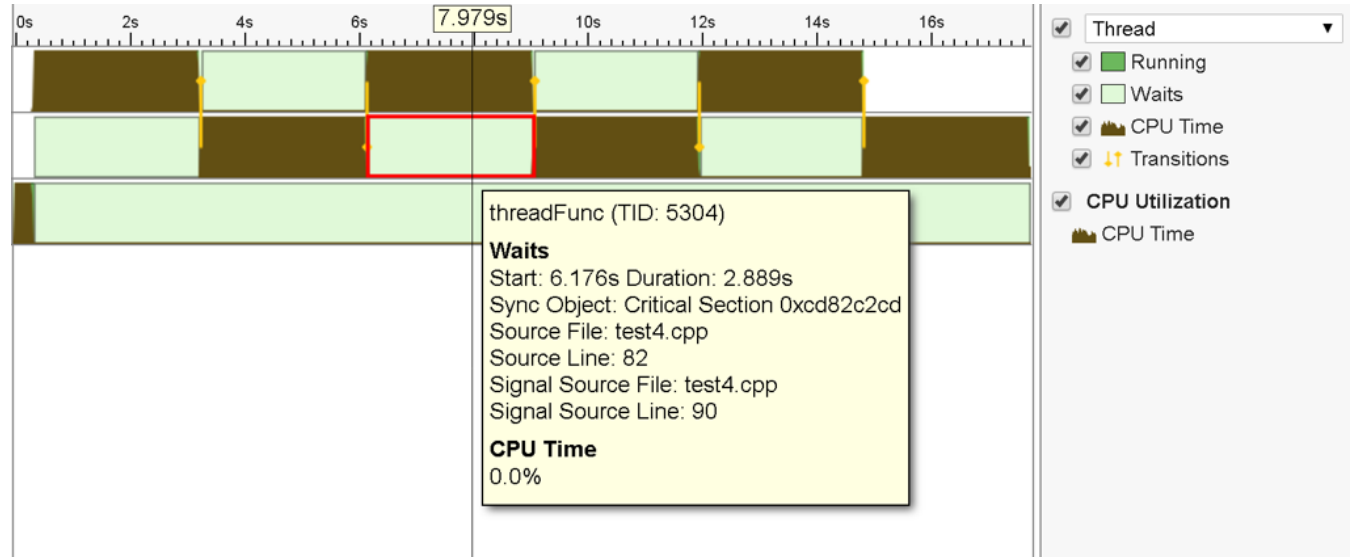 0s 2s 4s 6s 7.979s 10s 12s 14s 16s
threadFunc (TID: 5304)
Waits
Start: 6.176s Duration: 2.889s
Sync Object: Critical Section 0xcd82c2cd
Source File: test4.cpp
Source Line: 82
Signal Source File: test4.cpp
Signal Source Line: 90
CPU Time
0.0%
Thread
Running
Waits
CPU Time
Transitions
CPU Utilization
CPU Time